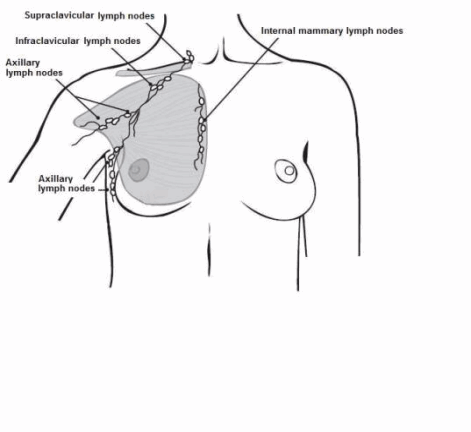 Supraclavicular lymph nodes
Infraclavicular lymph nodes
Internal mammary lymph nodes
Axillary
lymph nodes
Axillary
lymph nodes